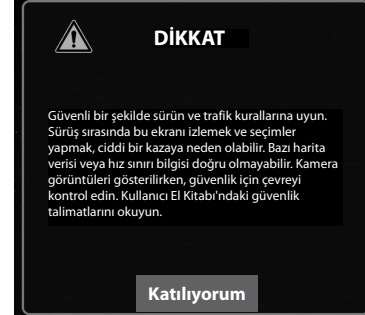 DİKKAT
Güvenli bir şekilde sürün ve trafik kurallarına uyun.
Sürüş sırasında bu ekranı izlemek ve seçimler
yapmak, ciddi bir kazaya neden olabilir. Bazı harita
verisi veya hız sınırı bilgisi doğru olmayabilir. Kamera
görüntüleri gösterilirken, güvenlik için çevreyi
kontrol edin. Kullanıcı El Kitabı'ndaki güvenlik
talimatlarını okuyun.
Katılıyorum